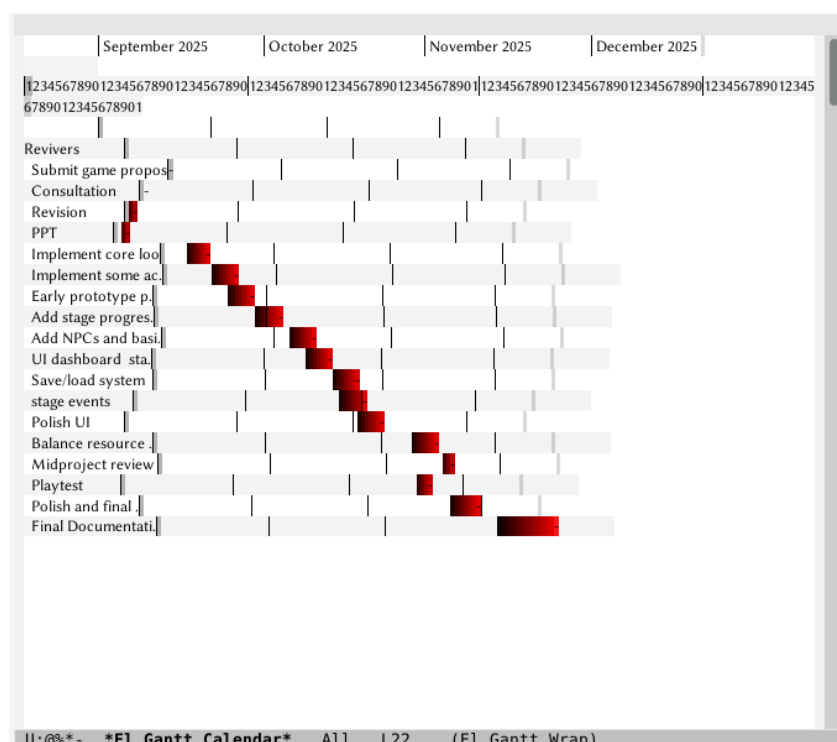 September 2025 October 2025 November 2025 December 2025
12345678901234567890123456789012345678901234567890123456789012345678901234567890123456789012345
6789012345678901
Revivers
Submit game propos-
Consultation -
Revision
PPT
Implement core loo
Implement some ac.
Early prototype p.
Add stage progres.
Add NPCs and basi.
UI dashboard sta.
Save/load system
stage events
Polish UI
Balance resource .
Midproject review
Playtest
Polish and final .
Final Documentati.
U:@%*- *El Gantt Calendar* All L22 (El Gantt Wrap)